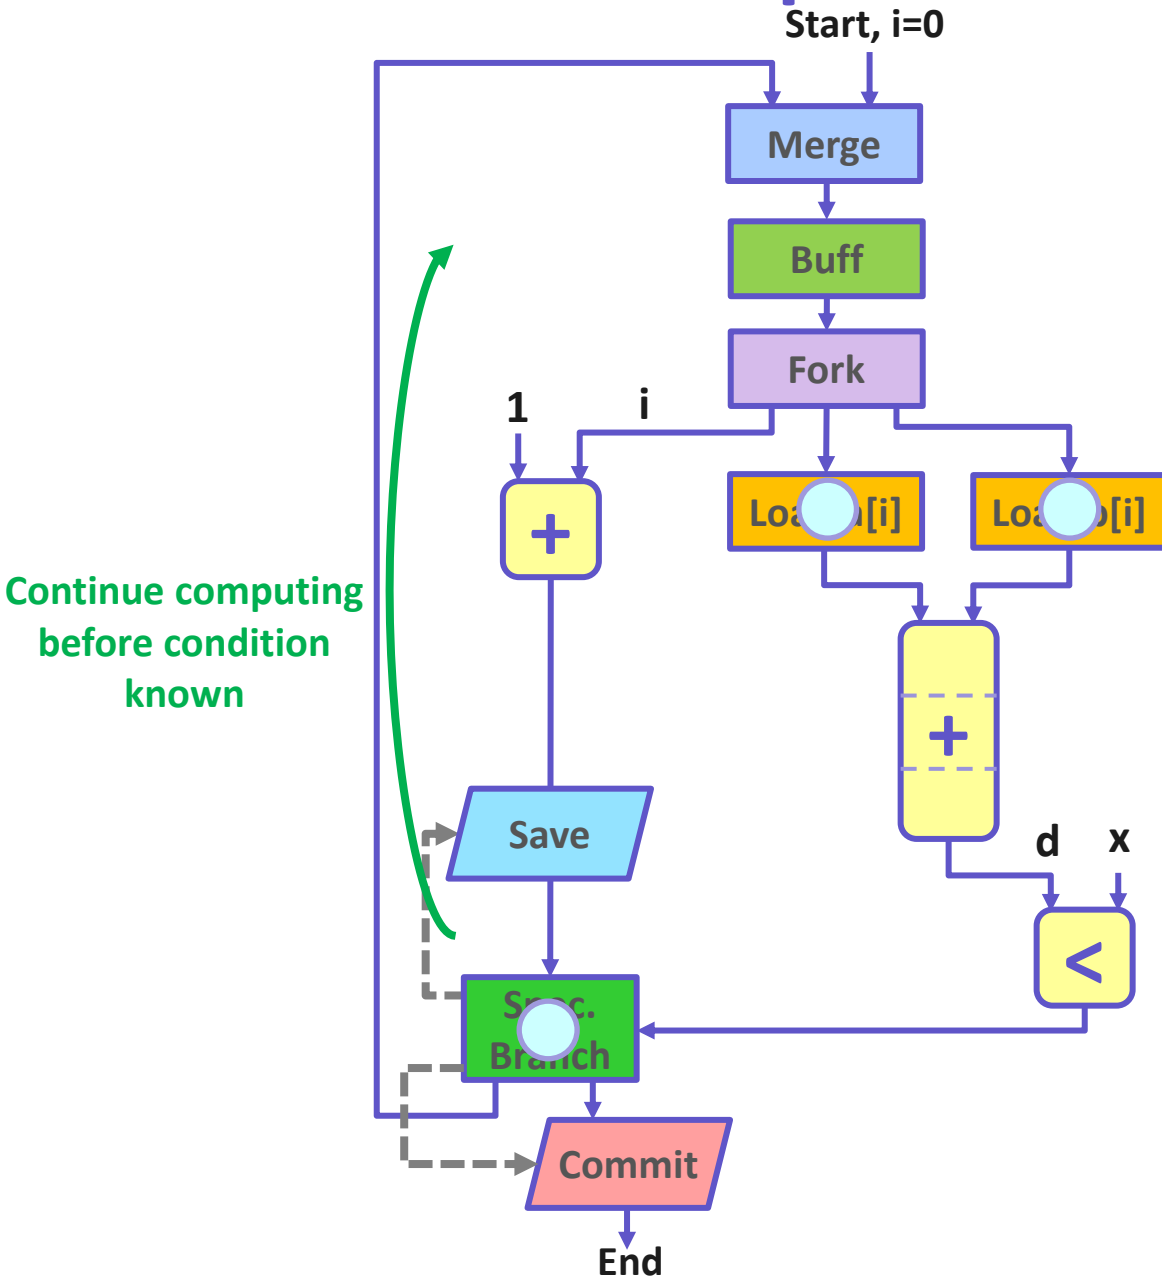 Start, i=0
Merge
Buff
Fork
1
i
+
Continue computing
before condition
known
+
Save
d
x
<
Branch
Commit
End